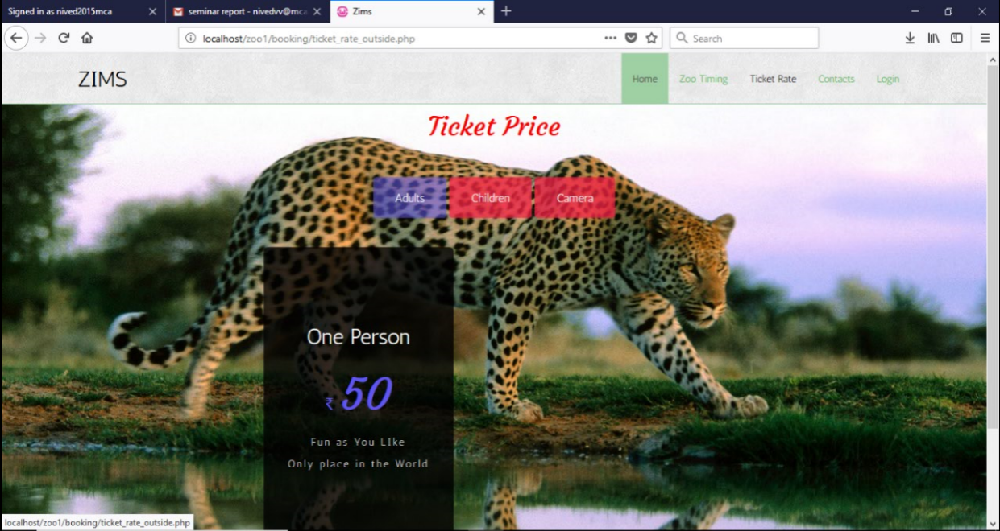 Signed in as nived2015mca
seminar report - nivedvv@mca
Zims
localhost/zoo1/booking/ticket_rate_outside.php
Search
ZIMS
Home Zoo Timing Ticket Rate Contacts Login
Ticket Price
Adults Children Camera
One Person
₹ 50
Fun as You LIke
Only place in the World
localhost/zoo1/booking/ticket_rate_outside.php